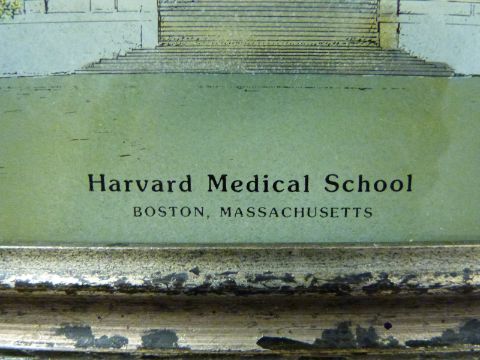 Harvard Medical School
BOSTON, MASSACHUSETTS